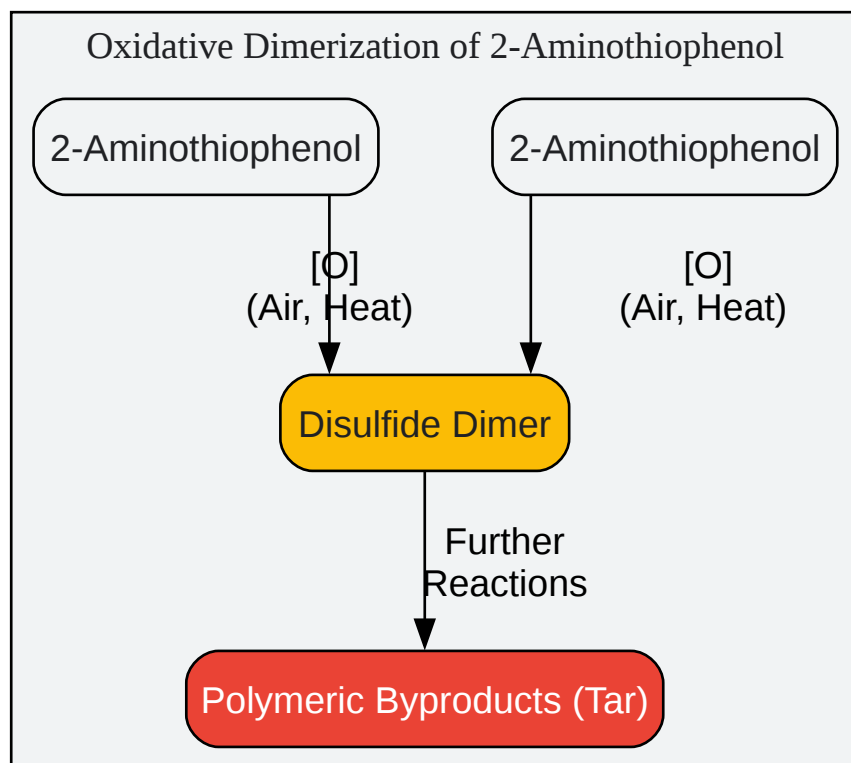 Oxidative Dimerization of 2-Aminothiophenol
2-Aminothiophenol
2-Aminothiophenol
[O]
(Air, Heat)
[O]
(Air, Heat)
Disulfide Dimer
Further
Reactions
Polymeric Byproducts (Tar)